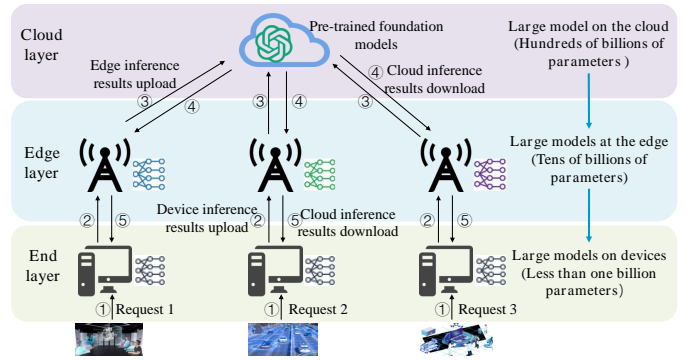 Cloud
layer
Pre-trained foundation
models
Large model on the cloud
(Hundreds of billions of
parameters )
Edge inference
results upload
③
④
③
④
④
Cloud inference
results download
③
Edge
layer
Large models at the edge
(Tens of billions of
parameters)
②
⑤
Device inference
results upload
②
⑤
Cloud inference
results download
②
⑤
End
layer
Large models on devices
(Less than one billion
parameters)
①
Request 1
①
Request 2
①
Request 3